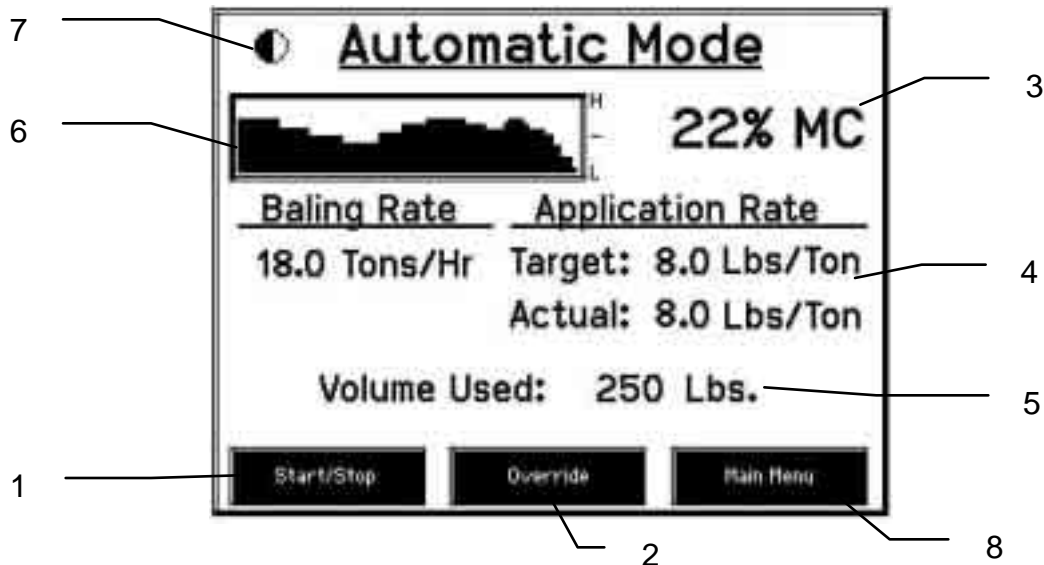 7
Automatic Mode
H
-
L
22% MC
3
6
Baling Rate
18.0 Tons/Hr
Application Rate
Target: 8.0 Lbs/Ton
Actual: 8.0 Lbs/Ton
4
Volume Used: 250 Lbs.
5
1
Start/Stop
Override
Main Menu
2
8